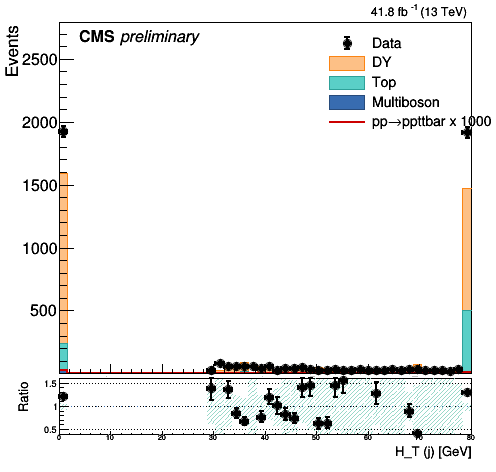 41.8 fb⁻¹ (13 TeV)
CMS preliminary
Events
2500
2000
1500
1000
500
Data
DY
Top
Multiboson
pp→ppttbar x 1000
Ratio
1.5
1
0.5
0 10 20 30 40 50 60 70 80
H_T (j) [GeV]